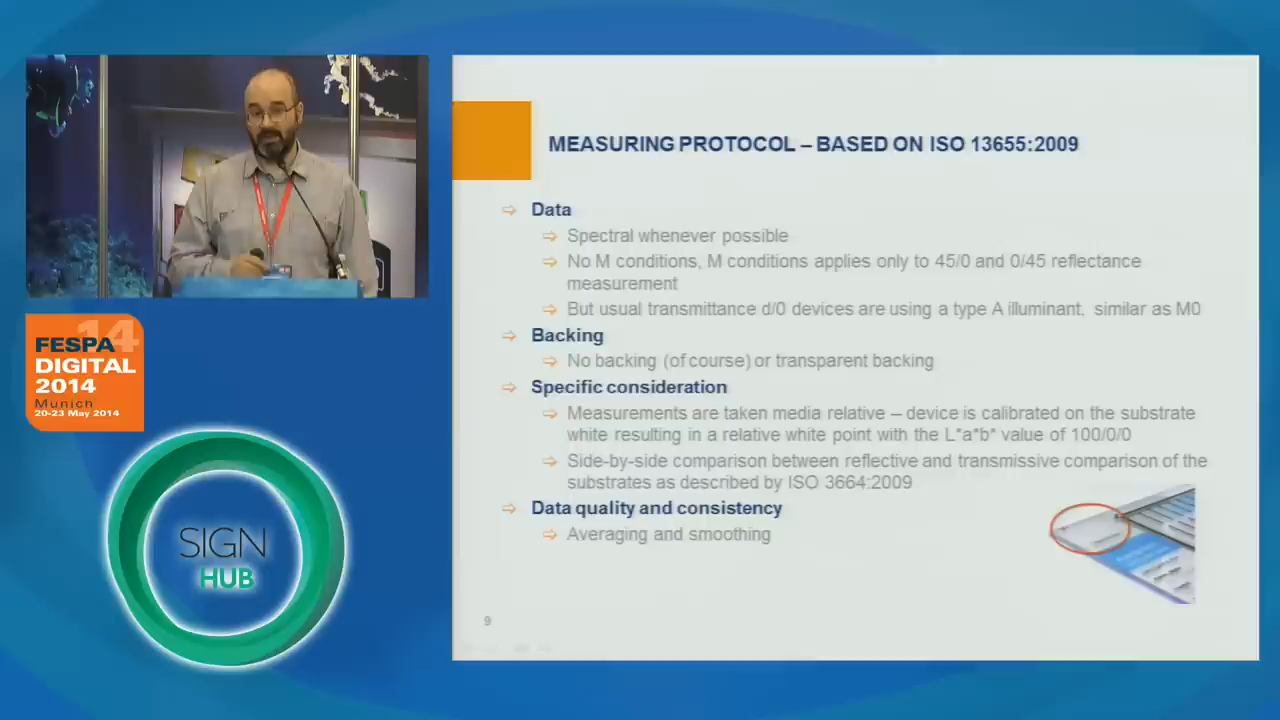 MEASURING PROTOCOL – BASED ON ISO 13655:2009
Data
Spectral whenever possible
No M conditions, M conditions applies only to 45/0 and 0/45 reflectance
measurement
But usual transmittance d/0 devices are using a type A illuminant, similar as M0
Backing
No backing (of course) or transparent backing
Specific consideration
Measurements are taken media relative – device is calibrated on the substrate
white resulting in a relative white point with the L*a*b* value of 100/0/0
Side-by-side comparison between reflective and transmissive comparison of the
substrates as described by ISO 3664:2009
Data quality and consistency
Averaging and smoothing
9
14
FESPA
DIGITAL
2014
Munich
20-23 May 2014
SIGN
HUB